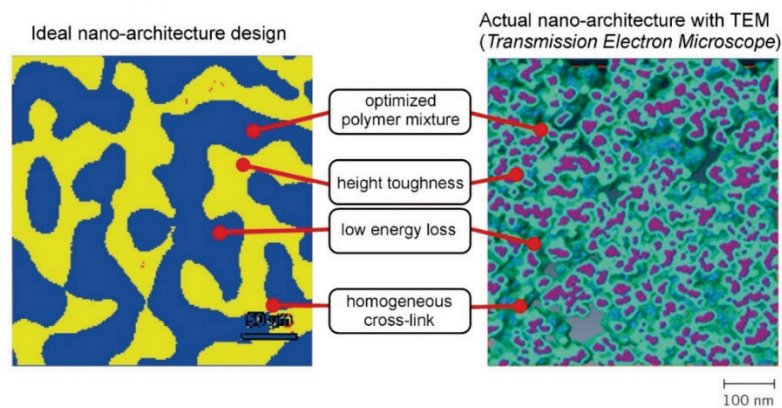 Ideal nano-architecture design
Actual nano-architecture with TEM
(Transmission Electron Microscope)
optimized
polymer mixture
height toughness
low energy loss
homogeneous
cross-link
100 nm